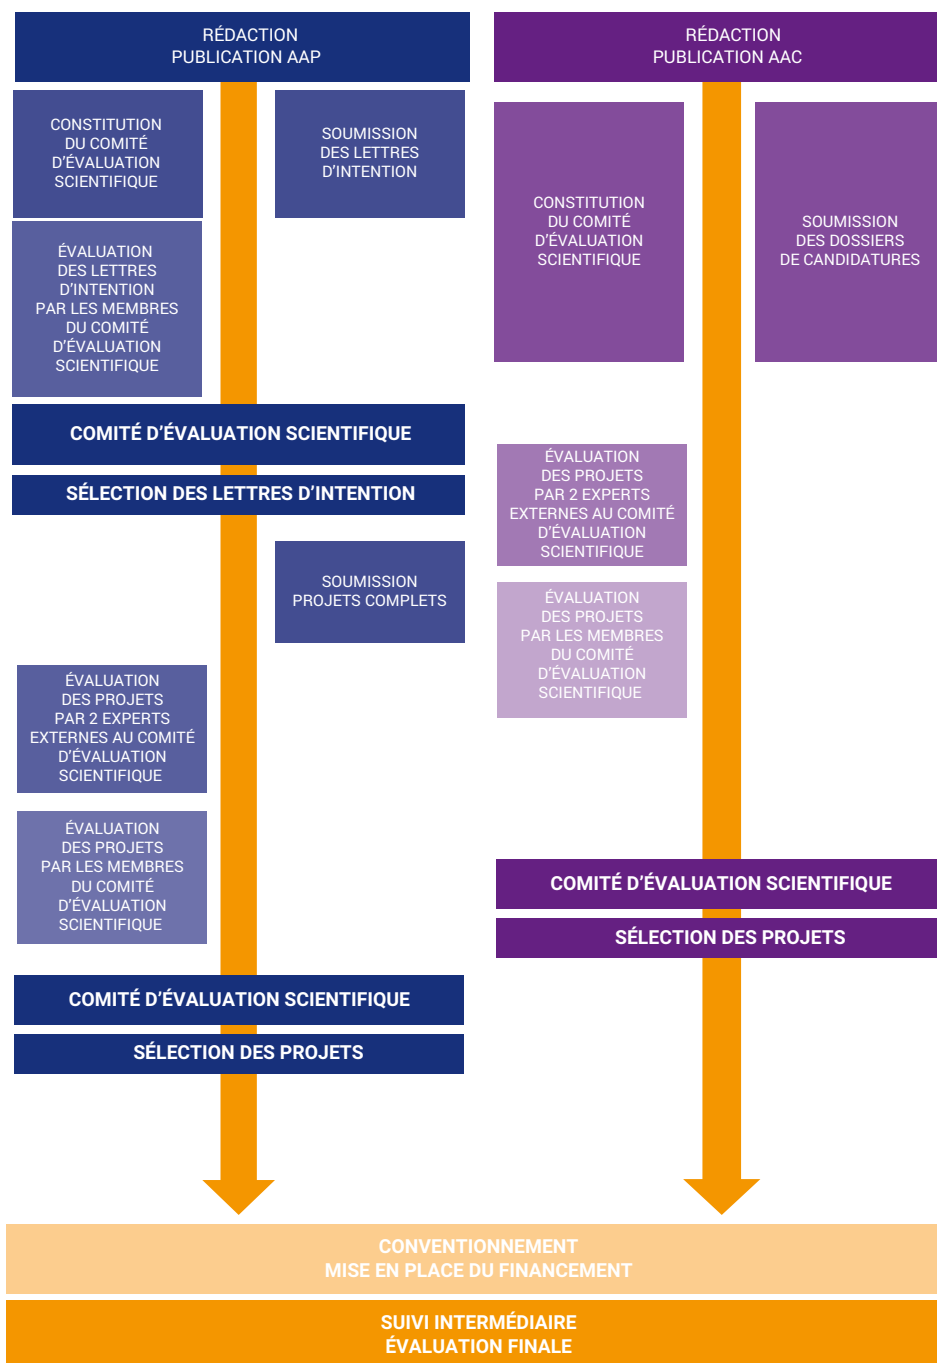 RÉDACTION
PUBLICATION AAP
CONSTITUTION
DU COMITÉ
D'ÉVALUATION
SCIENTIFIQUE
SOUMISSION
DES LETTRES
D'INTENTION
ÉVALUATION
DES LETTRES
D'INTENTION
PAR LES MEMBRES
DU COMITÉ
D'ÉVALUATION
SCIENTIFIQUE
COMITÉ D'ÉVALUATION SCIENTIFIQUE
SÉLECTION DES LETTRES D'INTENTION
SOUMISSION
PROJETS COMPLETS
ÉVALUATION
DES PROJETS
PAR 2 EXPERTS
EXTERNES AU COMITÉ
D'ÉVALUATION
SCIENTIFIQUE
ÉVALUATION
DES PROJETS
PAR LES MEMBRES
DU COMITÉ
D'ÉVALUATION
SCIENTIFIQUE
COMITÉ D'ÉVALUATION SCIENTIFIQUE
SÉLECTION DES PROJETS
RÉDACTION
PUBLICATION AAC
CONSTITUTION
DU COMITÉ
D'ÉVALUATION
SCIENTIFIQUE
SOUMISSION
DES DOSSIERS
DE CANDIDATURES
ÉVALUATION
DES PROJETS
PAR 2 EXPERTS
EXTERNES AU COMITÉ
D'ÉVALUATION
SCIENTIFIQUE
ÉVALUATION
DES PROJETS
PAR LES MEMBRES
DU COMITÉ
D'ÉVALUATION
SCIENTIFIQUE
COMITÉ D'ÉVALUATION SCIENTIFIQUE
SÉLECTION DES PROJETS
CONVENTIONNEMENT
MISE EN PLACE DU FINANCEMENT
SUIVI INTERMÉDIAIRE
ÉVALUATION FINALE